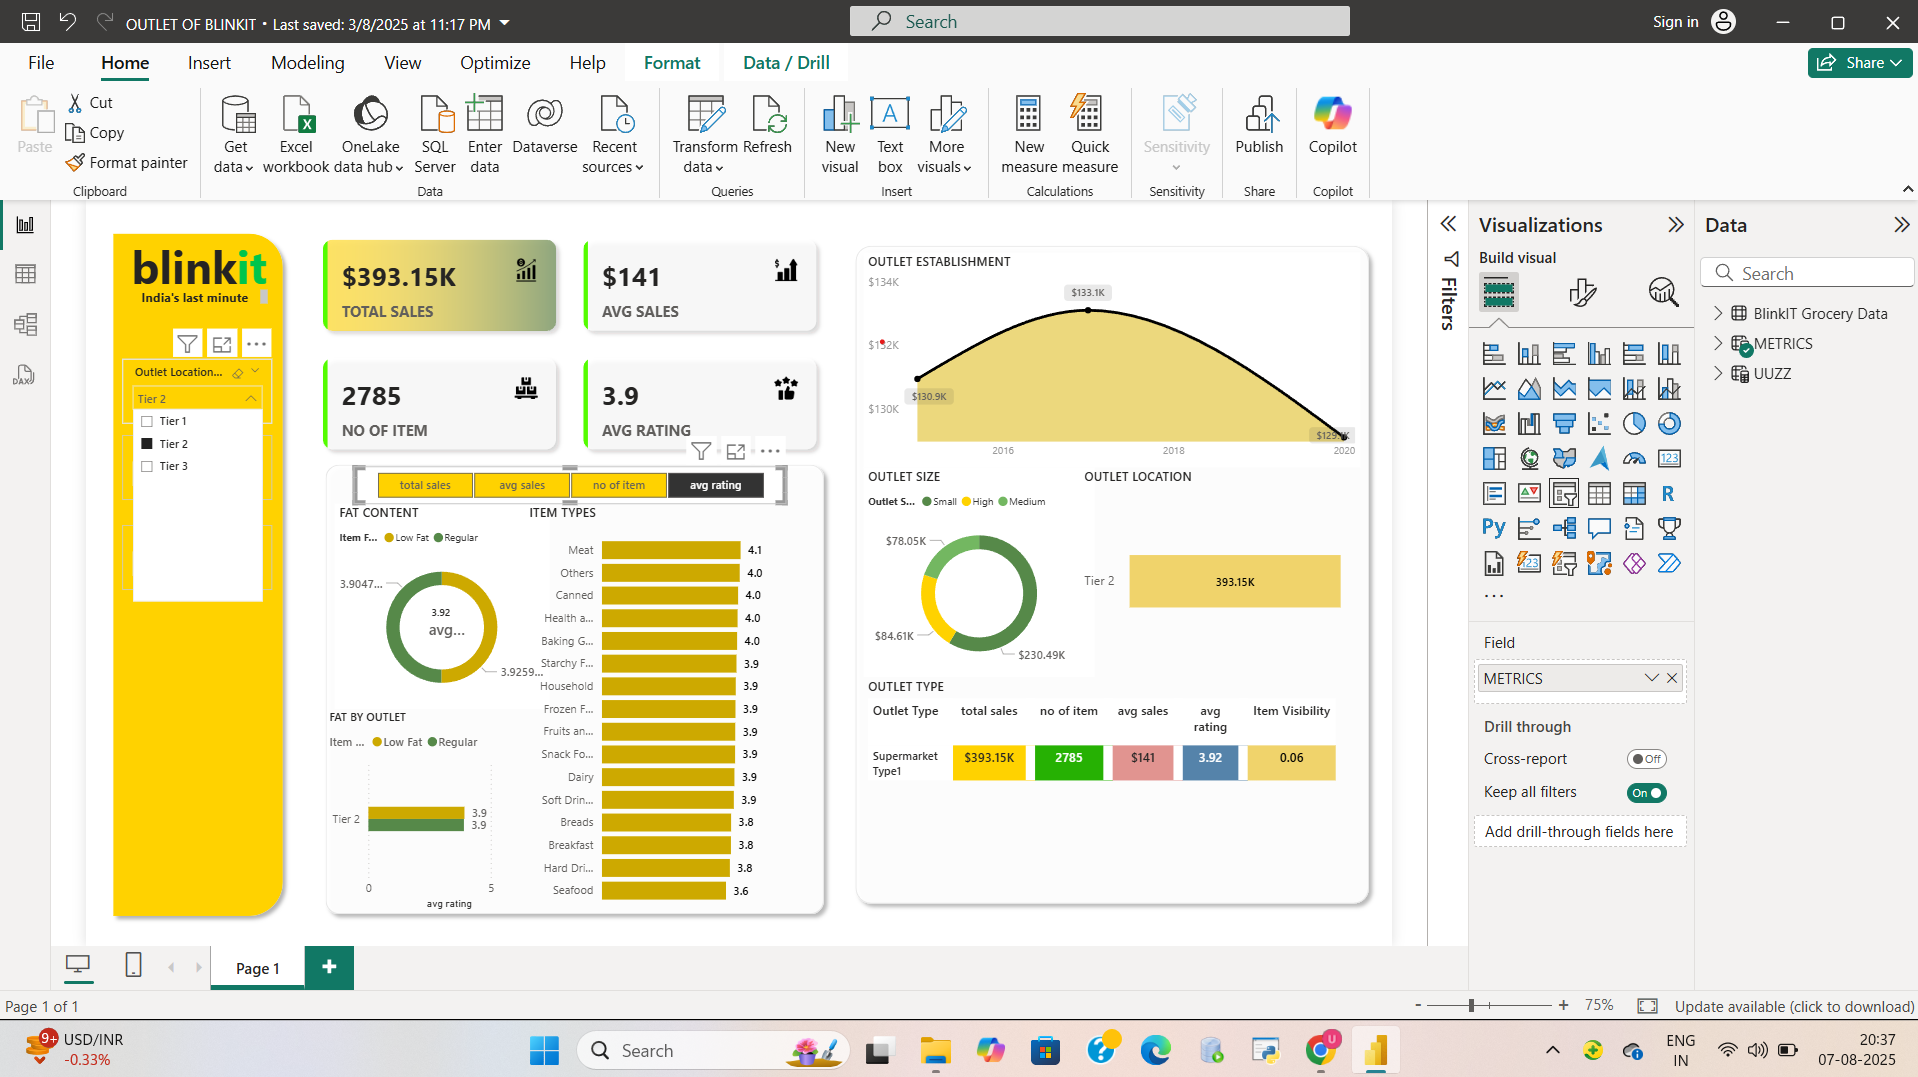 OUTLET OF BLINKIT • Last saved: 3/8/2025 at 11:17 PM
Search
Sign in
File Home Insert Modeling View Optimize Help Format Data / Drill
Share
Paste
Cut
Copy
Format painter
Clipboard
Get data
Excel workbook
OneLake data hub
SQL Server
Enter data
Dataverse
Recent sources
Data
Transform data
Refresh
Queries
New visual
Text box
More visuals
Insert
New measure
Quick measure
Calculations
Sensitivity
Sensitivity
Publish
Share
Copilot
Copilot
blinkit
India's last minute
Outlet Location...
Tier 2
Tier 1
Tier 2
Tier 3
$393.15K
TOTAL SALES
$141
AVG SALES
2785
NO OF ITEM
3.9
AVG RATING
total sales avg sales no of item avg rating
FAT CONTENT
Item F... Low Fat Regular
3.9047...
3.92
avg...
3.9259...
FAT BY OUTLET
Item ... Low Fat Regular
Tier 2
3.9
3.9
0 5
avg rating
ITEM TYPES
Meat 4.1
Others 4.0
Canned 4.0
Health a... 4.0
Baking G... 4.0
Starchy F... 3.9
Household 3.9
Frozen F... 3.9
Fruits an... 3.9
Snack Fo... 3.9
Dairy 3.9
Soft Drin... 3.9
Breads 3.8
Breakfast 3.8
Hard Dri... 3.8
Seafood 3.6
OUTLET ESTABLISHMENT
$134K
$133.1K
$132K
$130.9K
$130K
2016 2018 2020
OUTLET SIZE
Outlet S... Small High Medium
$78.05K
$84.61K
$230.49K
OUTLET LOCATION
Tier 2 393.15K
OUTLET TYPE
Outlet Type total sales no of item avg sales avg rating Item Visibility
Supermarket Type1 $393.15K 2785 $141 3.92 0.06
Filters
Visualizations
Build visual
123
R
Py
123
...
Field
METRICS
Drill through
Cross-report Off
Keep all filters On
Add drill-through fields here
Data
Search
BlinkIT Grocery Data
METRICS
UUZZ
DAX
Page 1
Page 1 of 1
- + 75%
Update available (click to download)
9+
USD/INR
-0.33%
Search
U
ENG
IN
20:37
07-08-2025